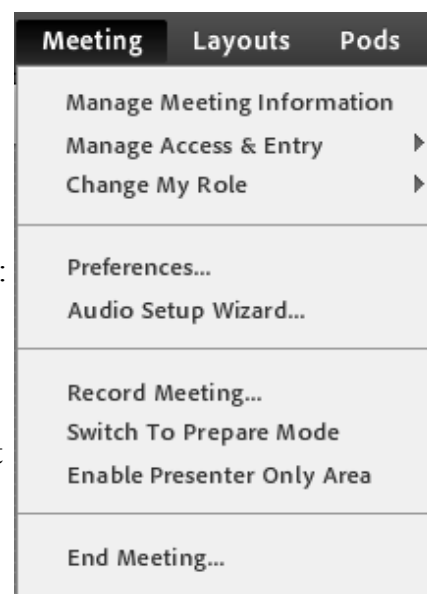 Meeting Layouts Pods
Manage Meeting Information
Manage Access & Entry
Change My Role
:
Preferences...
Audio Setup Wizard...
Record Meeting...
Switch To Prepare Mode
t
Enable Presenter Only Area
End Meeting...